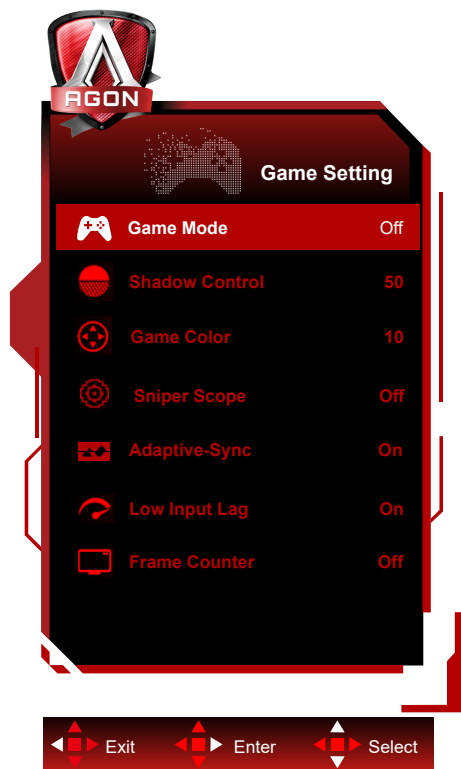 AGON
Game Setting
Game Mode Off
Shadow Control 50
Game Color 10
Sniper Scope Off
Adaptive-Sync On
Low Input Lag On
Frame Counter Off
Exit Enter Select